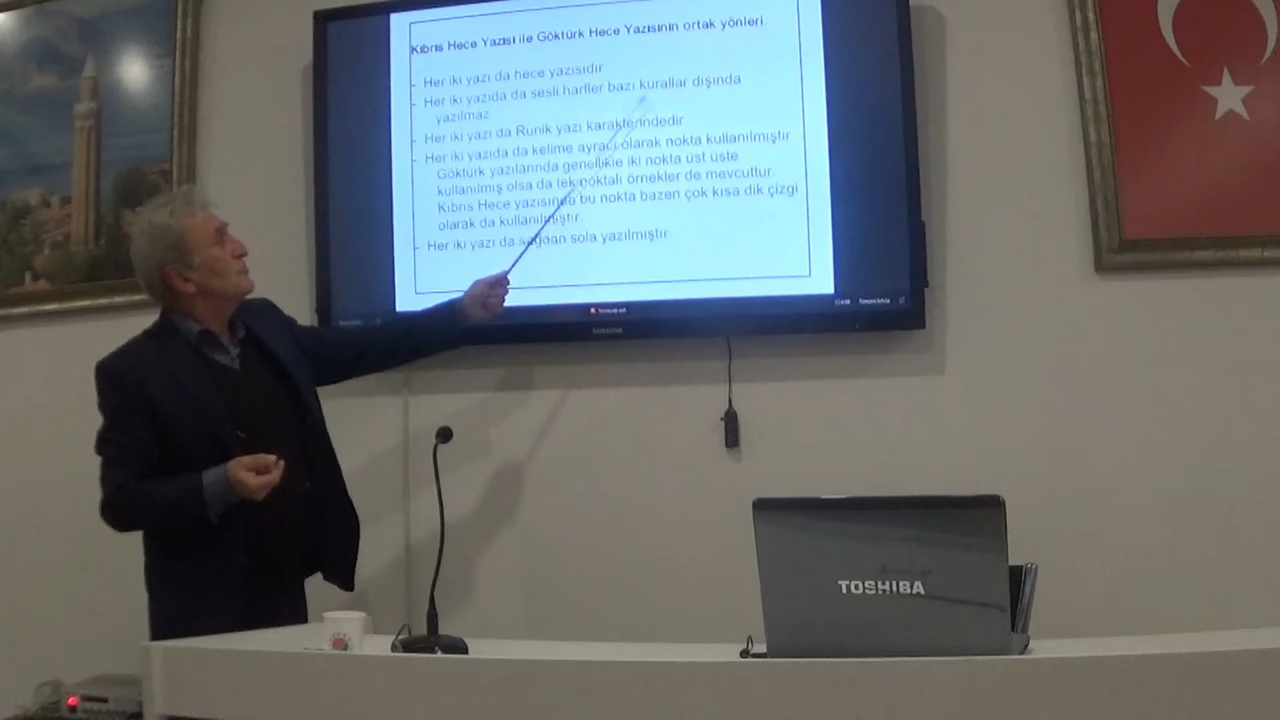 Kıbrıs Hece Yazısı ile Göktürk Hece Yazısının ortak yönleri.
- Her iki yazı da hece yazısıdır
- Her iki yazıda da sesli harfler bazı kurallar dışında
yazılmaz
- Her iki yazı da Runik yazı karakterindedir
- Her iki yazıda da kelime ayracı olarak nokta kullanılmıştır
Göktürk yazılarında genellikle iki nokta üst üste
kullanılmış olsa da tek noktalı örnekler de mevcuttur.
Kıbrıs Hece yazısında bu nokta bazen çok kısa dik çizgi
olarak da kullanılmıştır.
- Her iki yazı da sağdan sola yazılmıştır
SAMSUNG
TOSHIBA